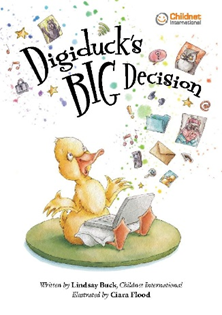 Childnet
International
Digiduck's
BIG Decision
Written by Lindsay Buck, Childnet International
Illustrated by Ciara Flood